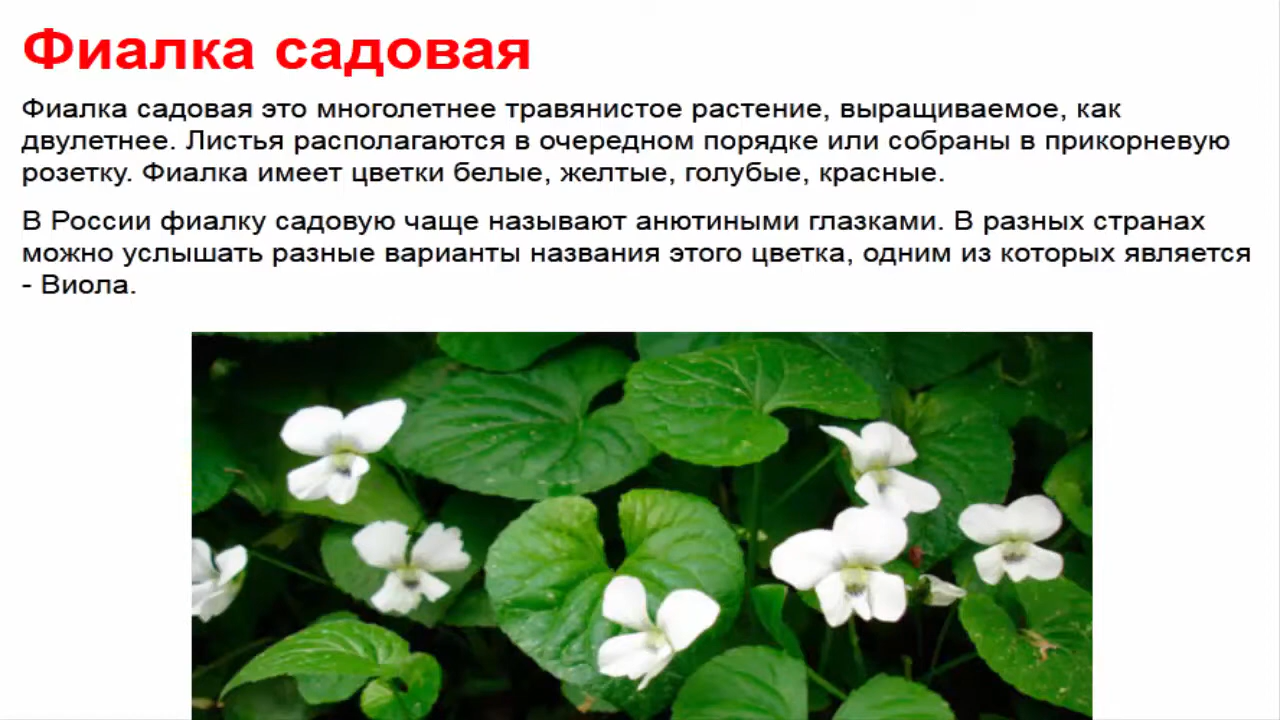 Фиалка садовая
Фиалка садовая это многолетнее травянистое растение, выращиваемое, как
двулетнее. Листья располагаются в очередном порядке или собраны в прикорневую
розетку. Фиалка имеет цветки белые, желтые, голубые, красные.
В России фиалку садовую чаще называют анютиными глазками. В разных странах
можно услышать разные варианты названия этого цветка, одним из которых является
- Виола.